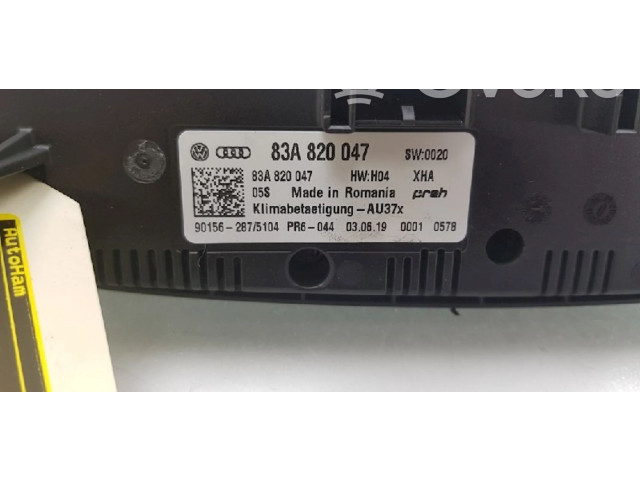 83A 820 047 SW:0020
83A 820 047 HW:H04 XHA
05S Made in Romania preh
Klimabetaetigung-AU37x
90156-287/5104 PR6-044 03.06.19 0001 0578
AutoHam